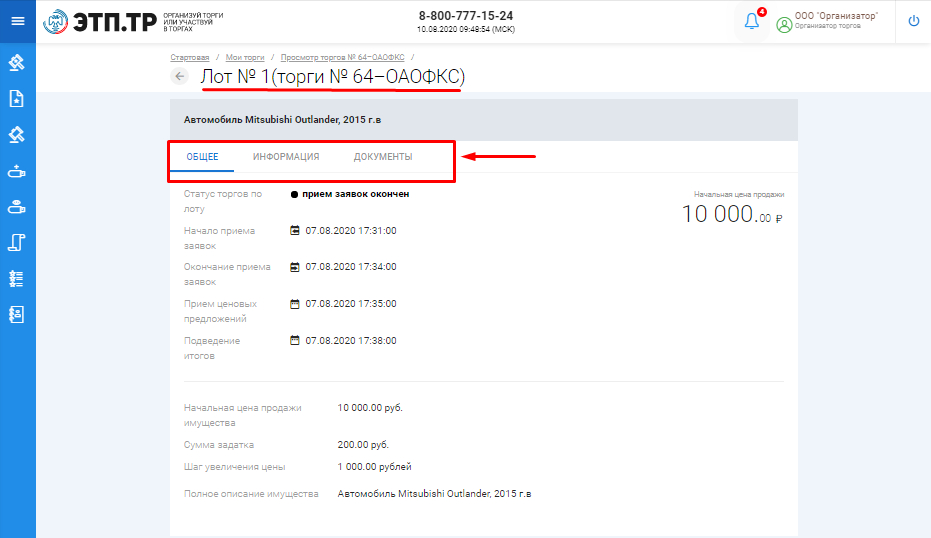 ЭТП.ТР
ОРГАНИЗУЙ ТОРГИ
ИЛИ УЧАСТВУЙ
В ТОРГАХ
8-800-777-15-24
10.08.2020 09:48:54 (МСК)
4
ООО "Организатор"
Организатор торгов
Стартовая / Мои торги / Просмотр торгов № 64-ОАОФКС /
Лот № 1(торги № 64-ОАОФКС)
Автомобиль Mitsubishi Outlander, 2015 г.в
ОБЩЕЕ ИНФОРМАЦИЯ ДОКУМЕНТЫ
Статус торгов по
лоту
прием заявок окончен
Начальная цена продажи
10 000.00 ₽
Начало приема
заявок
07.08.2020 17:31:00
Окончание приема
заявок
07.08.2020 17:34:00
Прием ценовых
предложений
07.08.2020 17:35:00
Подведение
итогов
07.08.2020 17:38:00
Начальная цена продажи
имущества
10 000.00 руб.
Сумма задатка 200.00 руб.
Шаг увеличения цены 1 000.00 рублей
Полное описание имущества Автомобиль Mitsubishi Outlander, 2015 г.в